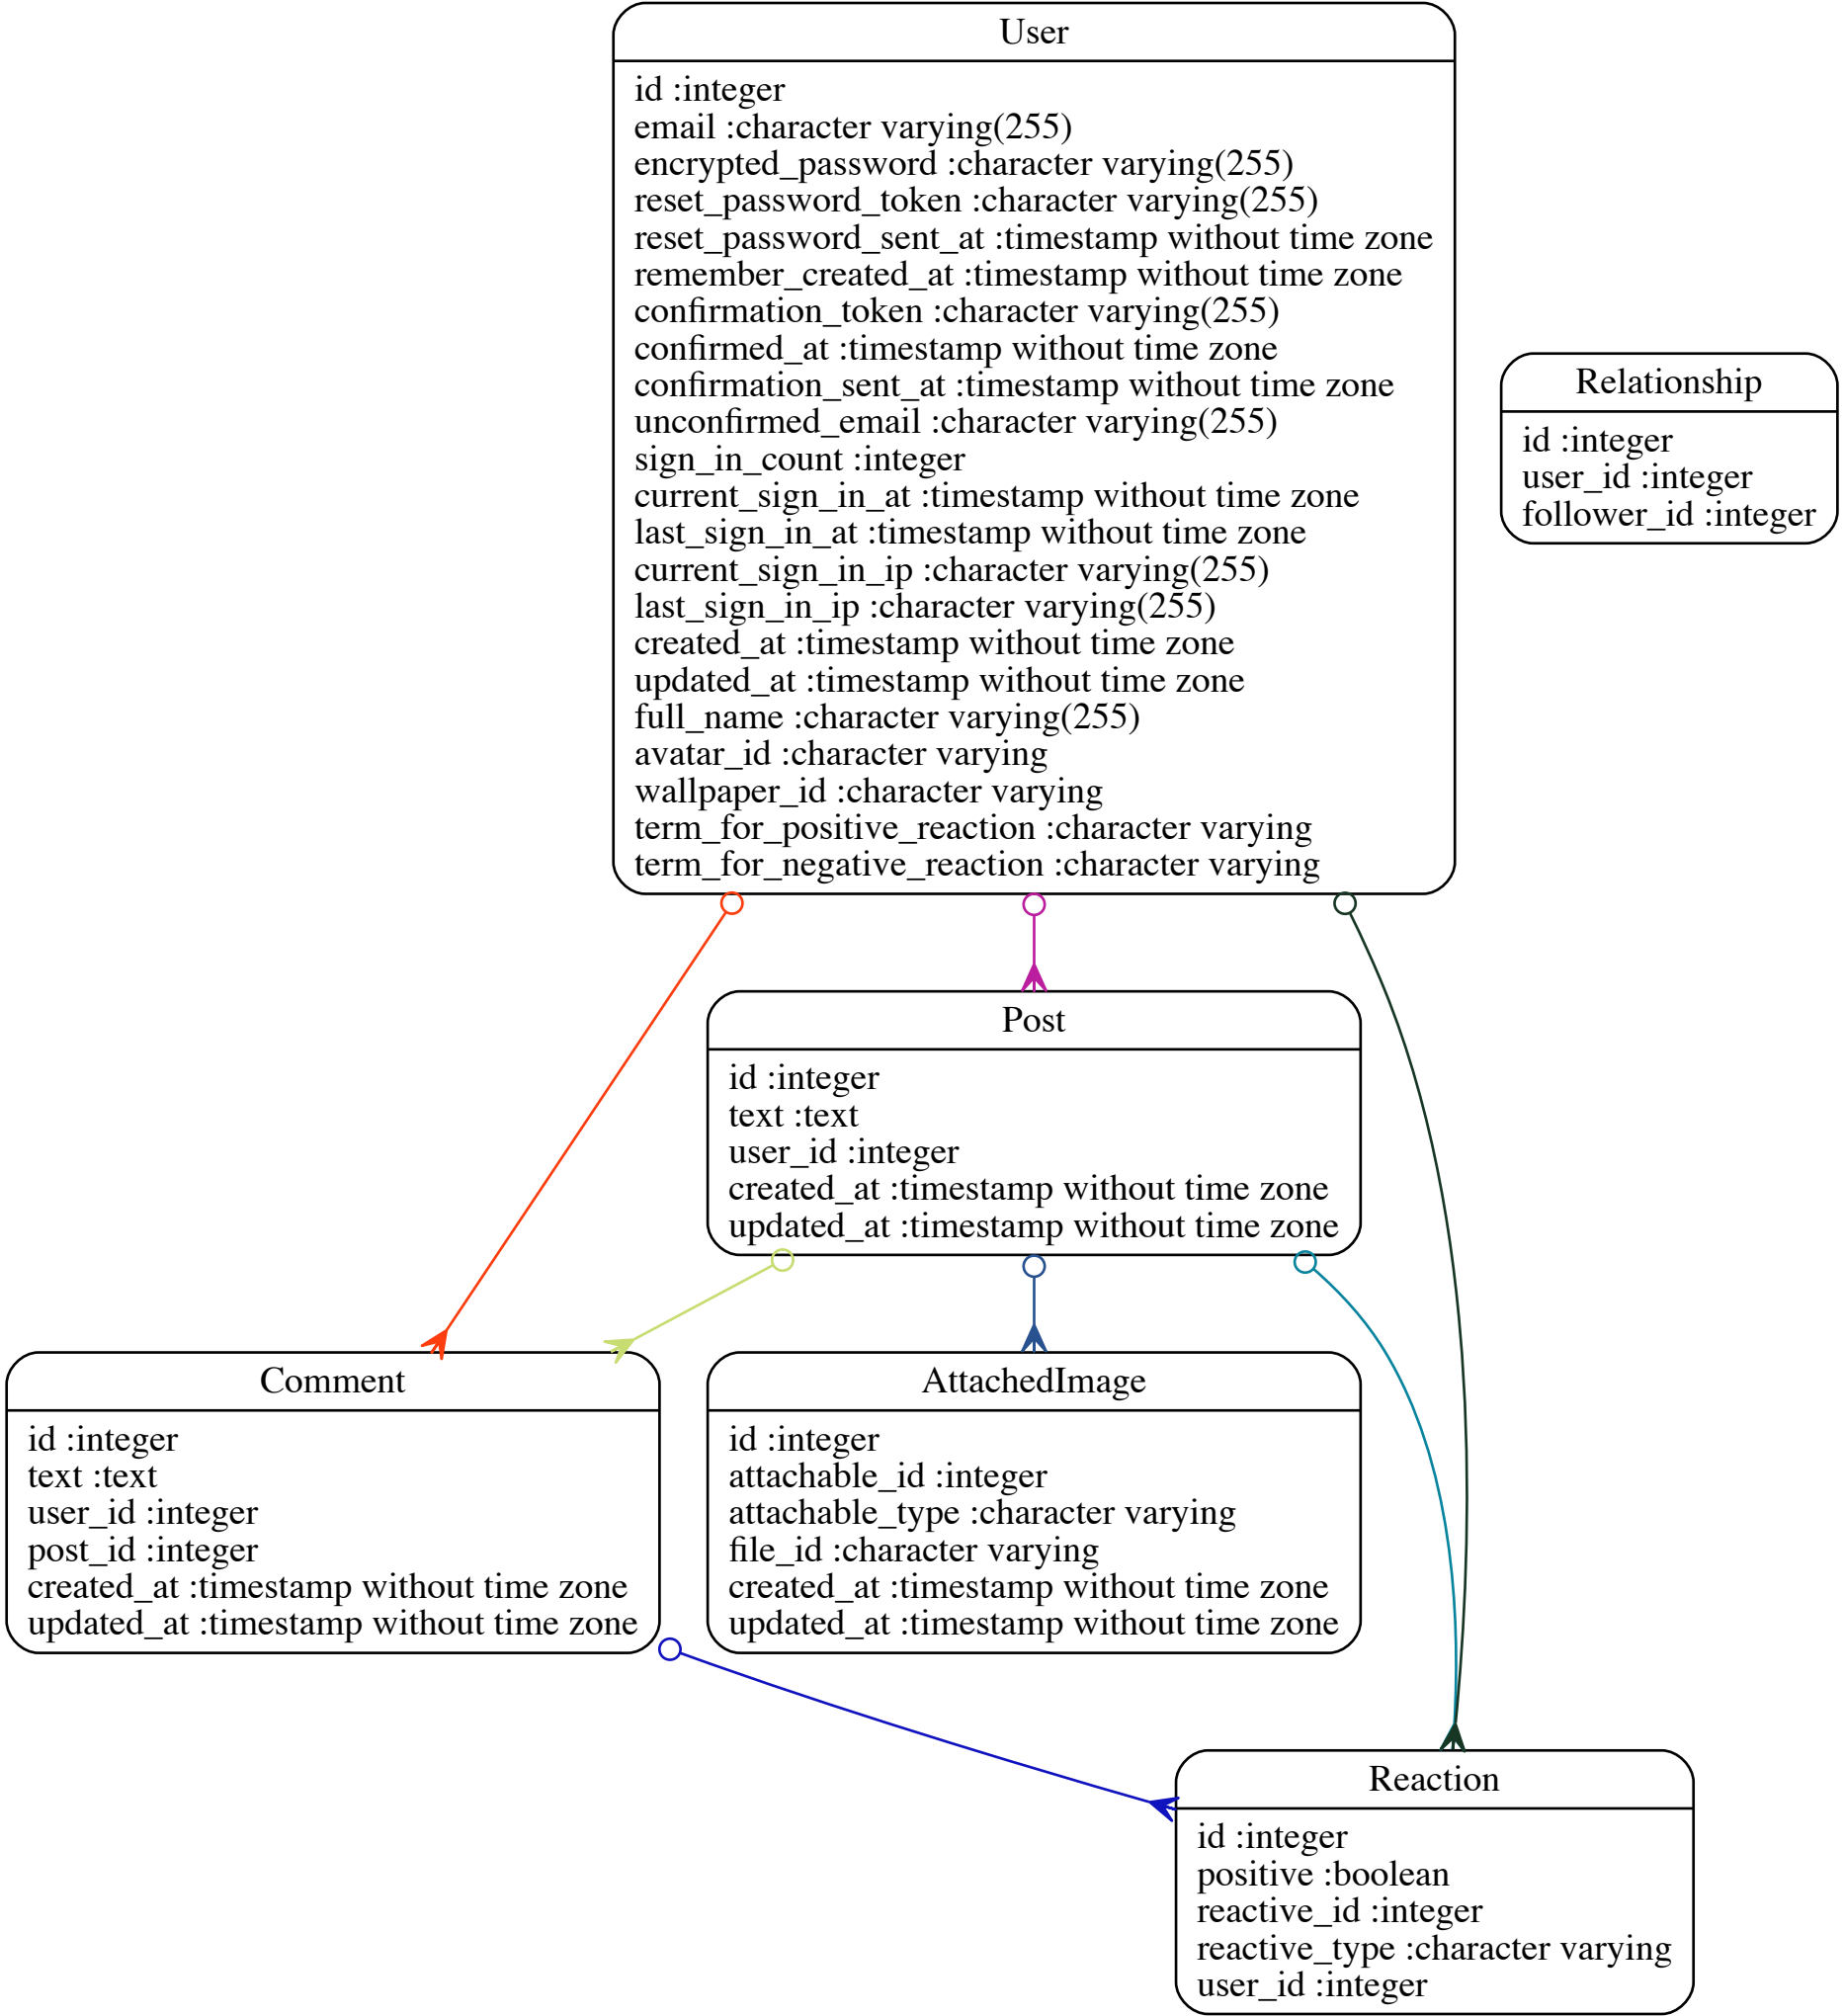 User
id :integer
email :character varying(255)
encrypted_password :character varying(255)
reset_password_token :character varying(255)
reset_password_sent_at :timestamp without time zone
remember_created_at :timestamp without time zone
confirmation_token :character varying(255)
confirmed_at :timestamp without time zone
confirmation_sent_at :timestamp without time zone
unconfirmed_email :character varying(255)
sign_in_count :integer
current_sign_in_at :timestamp without time zone
last_sign_in_at :timestamp without time zone
current_sign_in_ip :character varying(255)
last_sign_in_ip :character varying(255)
created_at :timestamp without time zone
updated_at :timestamp without time zone
full_name :character varying(255)
avatar_id :character varying
wallpaper_id :character varying
term_for_positive_reaction :character varying
term_for_negative_reaction :character varying
Relationship
id :integer
user_id :integer
follower_id :integer
Post
id :integer
text :text
user_id :integer
created_at :timestamp without time zone
updated_at :timestamp without time zone
Comment
id :integer
text :text
user_id :integer
post_id :integer
created_at :timestamp without time zone
updated_at :timestamp without time zone
AttachedImage
id :integer
attachable_id :integer
attachable_type :character varying
file_id :character varying
created_at :timestamp without time zone
updated_at :timestamp without time zone
Reaction
id :integer
positive :boolean
reactive_id :integer
reactive_type :character varying
user_id :integer